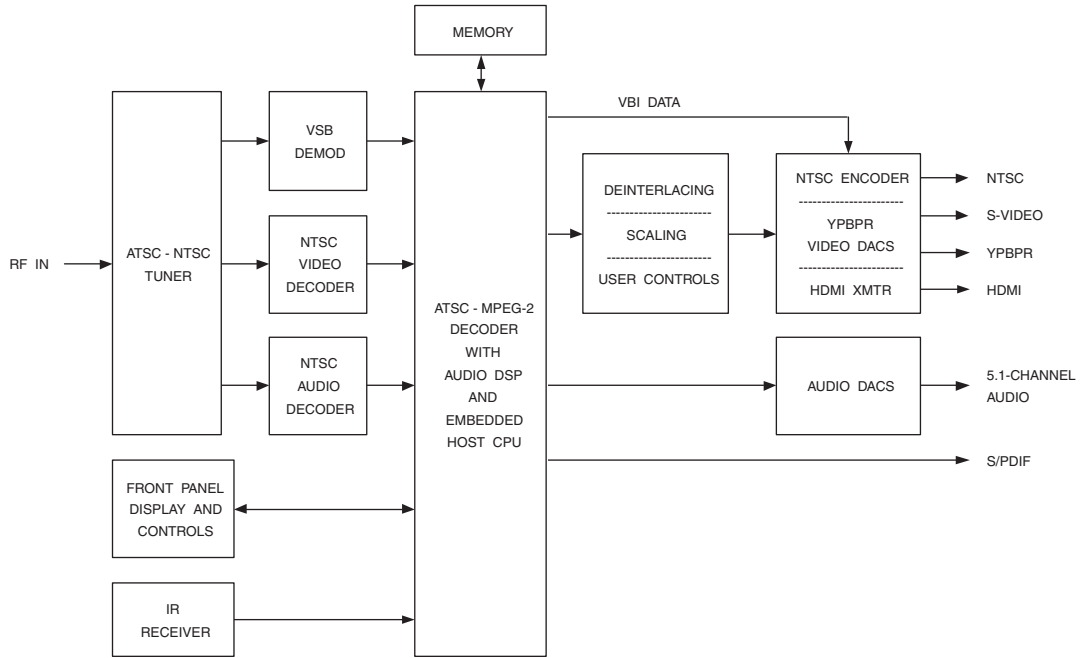 MEMORY
VBI DATA
RF IN
ATSC - NTSC
TUNER
VSB
DEMOD
NTSC
VIDEO
DECODER
NTSC
AUDIO
DECODER
FRONT PANEL
DISPLAY AND
CONTROLS
IR
RECEIVER
ATSC - MPEG-2
DECODER
WITH
AUDIO DSP
AND
EMBEDDED
HOST CPU
DEINTERLACING
-----------------------
SCALING
-----------------------
USER CONTROLS
NTSC ENCODER
-----------------------
YPBPR
VIDEO DACS
-----------------------
HDMI XMTR
AUDIO DACS
NTSC
S-VIDEO
YPBPR
HDMI
5.1-CHANNEL
AUDIO
S/PDIF